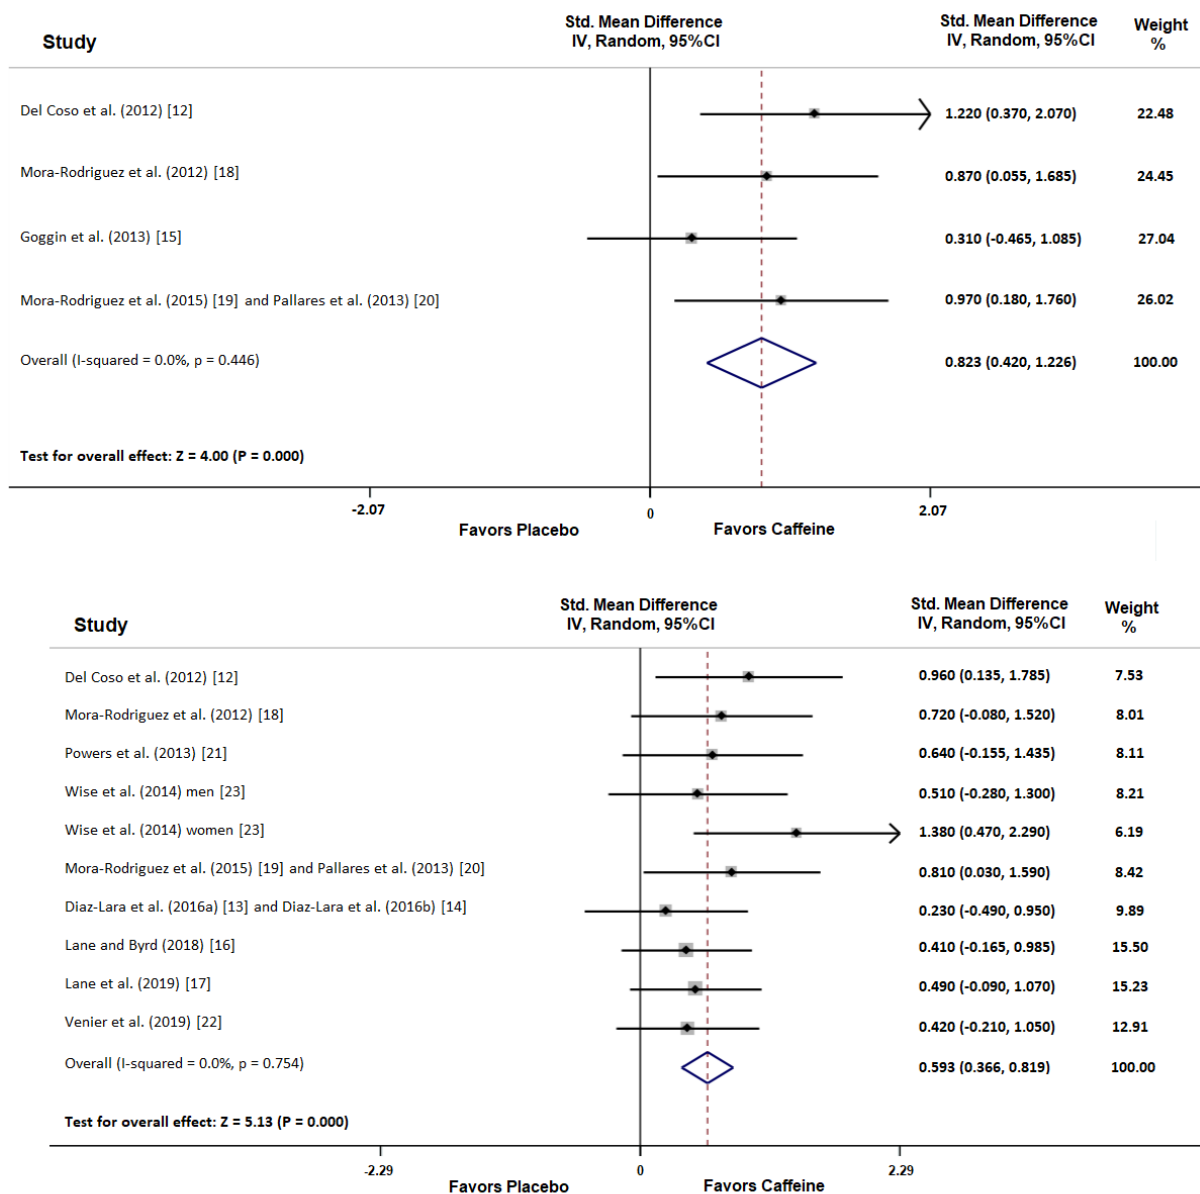 Study Std. Mean Difference IV, Random, 95%CI Std. Mean Difference IV, Random, 95%CI Weight %
Del Coso et al. (2012) [12] 1.220 (0.370, 2.070) 22.48
Mora-Rodriguez et al. (2012) [18] 0.870 (0.055, 1.685) 24.45
Goggin et al. (2013) [15] 0.310 (-0.465, 1.085) 27.04
Mora-Rodriguez et al. (2015) [19] and Pallares et al. (2013) [20] 0.970 (0.180, 1.760) 26.02
Overall (I-squared = 0.0%, p = 0.446) 0.823 (0.420, 1.226) 100.00
Test for overall effect: Z = 4.00 (P = 0.000)
-2.07 0 2.07
Favors Placebo Favors Caffeine
Study Std. Mean Difference IV, Random, 95%CI Std. Mean Difference IV, Random, 95%CI Weight %
Del Coso et al. (2012) [12] 0.960 (0.135, 1.785) 7.53
Mora-Rodriguez et al. (2012) [18] 0.720 (-0.080, 1.520) 8.01
Powers et al. (2013) [21] 0.640 (-0.155, 1.435) 8.11
Wise et al. (2014) men [23] 0.510 (-0.280, 1.300) 8.21
Wise et al. (2014) women [23] 1.380 (0.470, 2.290) 6.19
Mora-Rodriguez et al. (2015) [19] and Pallares et al. (2013) [20] 0.810 (0.030, 1.590) 8.42
Diaz-Lara et al. (2016a) [13] and Diaz-Lara et al. (2016b) [14] 0.230 (-0.490, 0.950) 9.89
Lane and Byrd (2018) [16] 0.410 (-0.165, 0.985) 15.50
Lane et al. (2019) [17] 0.490 (-0.090, 1.070) 15.23
Venier et al. (2019) [22] 0.420 (-0.210, 1.050) 12.91
Overall (I-squared = 0.0%, p = 0.754) 0.593 (0.366, 0.819) 100.00
Test for overall effect: Z = 5.13 (P = 0.000)
-2.29 0 2.29
Favors Placebo Favors Caffeine